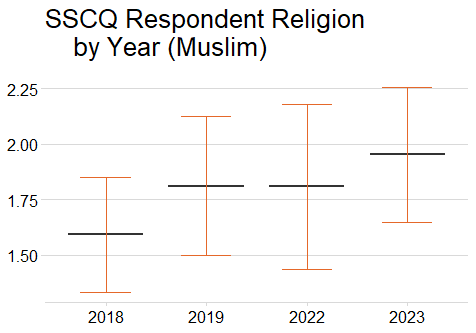 SSCQ Respondent Religion
by Year (Muslim)
2.25
2.00
1.75
1.50
2018 2019 2022 2023